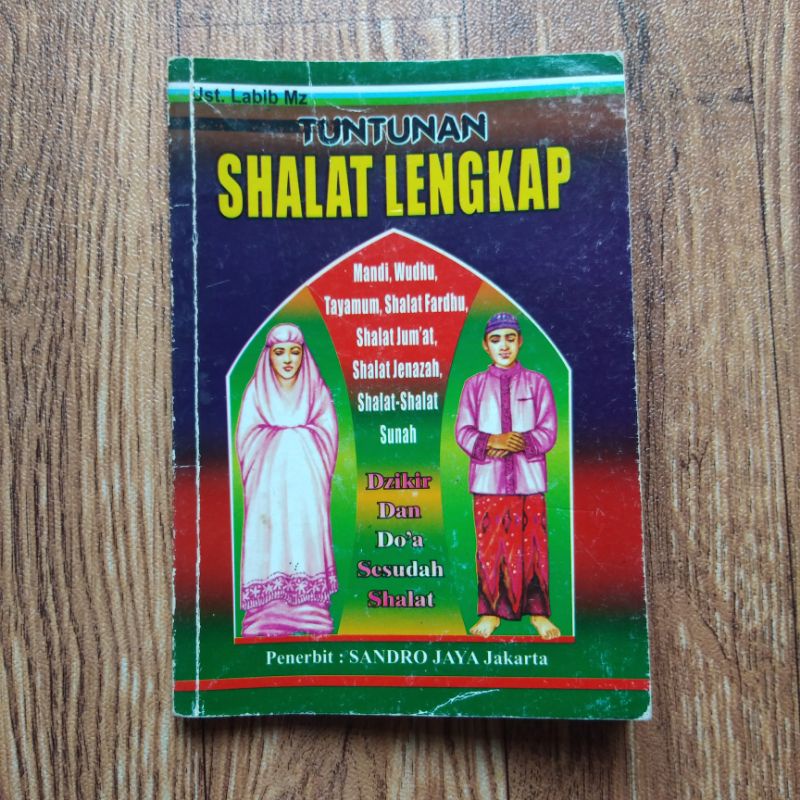 Ust. Labib Mz
TUNTUNAN
SHALAT LENGKAP
Mandi, Wudhu,
Tayamum, Shalat Fardhu,
Shalat Jum'at,
Shalat Jenazah,
Shalat-Shalat
Sunah
Dzikir
Dan
Do'a
Sesudah
Shalat
Penerbit : SANDRO JAYA Jakarta